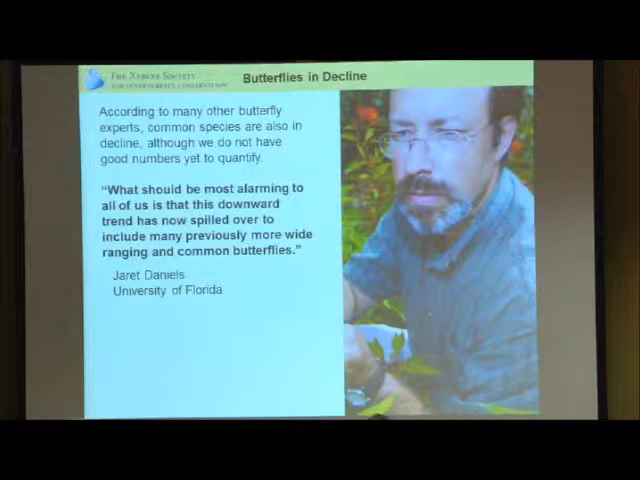 THE XERCES SOCIETY
FOR INVERTEBRATE CONSERVATION
Butterflies in Decline
According to many other butterfly
experts, common species are also in
decline, although we do not have
good numbers yet to quantify.
“What should be most alarming to
all of us is that this downward
trend has now spilled over to
include many previously more wide
ranging and common butterflies.”
Jaret Daniels
University of Florida